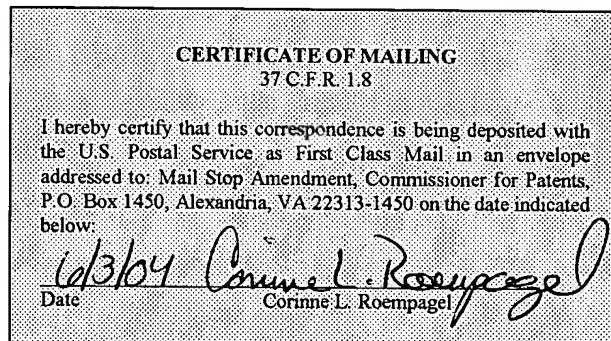 CERTIFICATE OF MAILING
37 C.F.R. 1.8
I hereby certify that this correspondence is being deposited with
the U.S. Postal Service as First Class Mail in an envelope
addressed to: Mail Stop Amendment, Commissioner for Patents,
P.O. Box 1450, Alexandria, VA 22313-1450 on the date indicated
below:
6/3/04 Corinne L. Roempagel
Date Corinne L. Roempagel